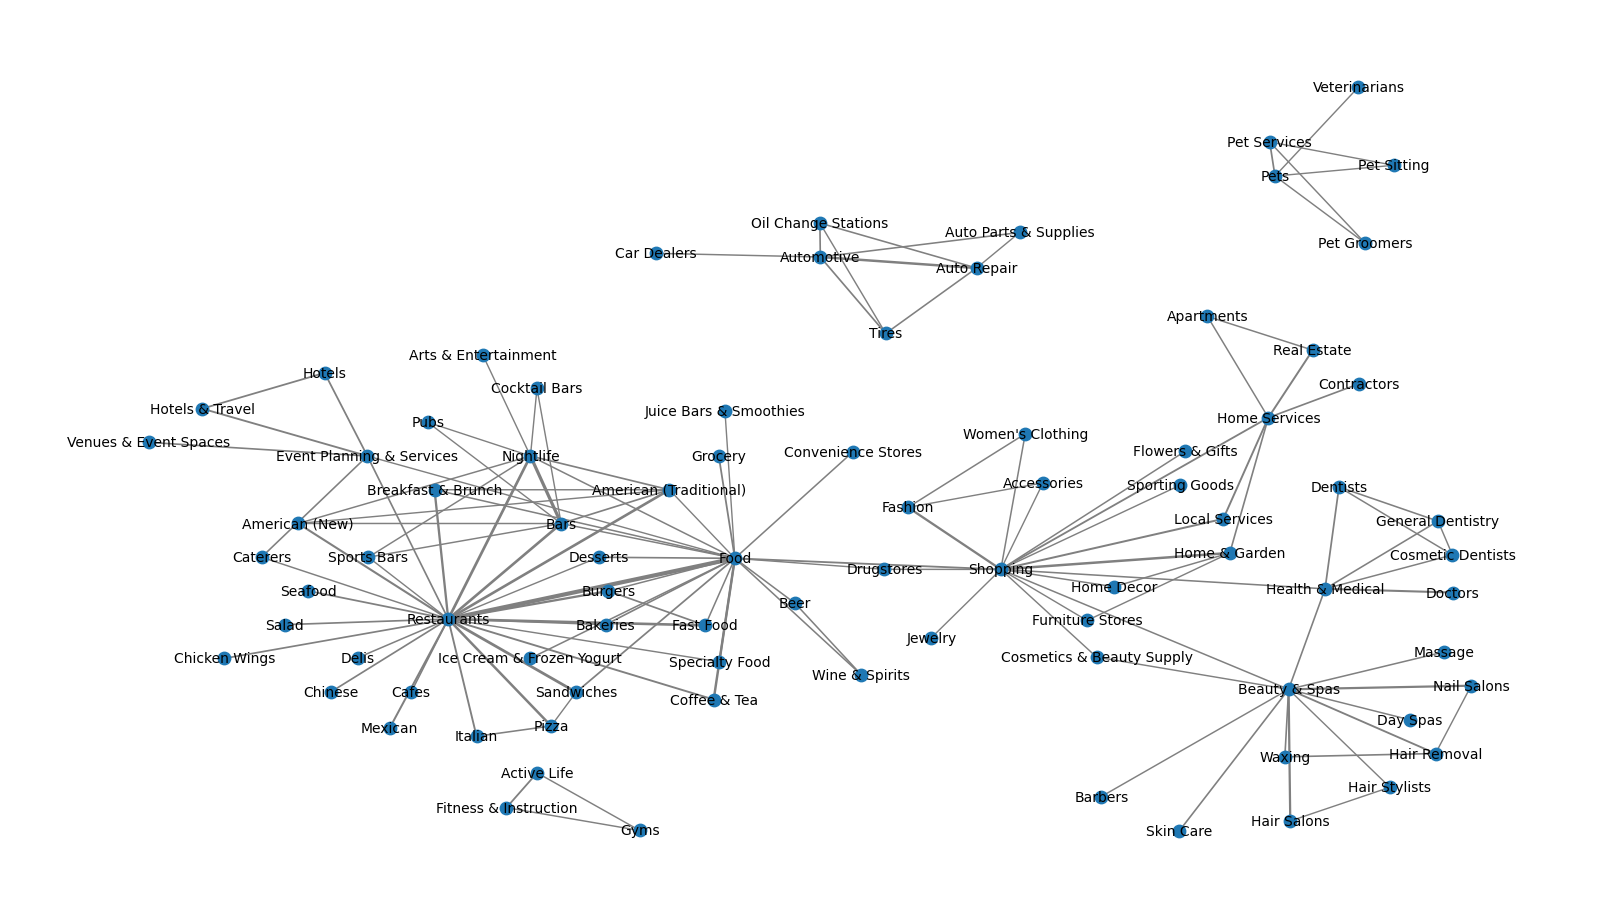 Veterinarians
Pet Services
Pet Sitting
Pets
Oil Change Stations
Auto Parts & Supplies
Pet Groomers
Car Dealers
Automotive
Auto Repair
Apartments
Tires
Real Estate
Arts & Entertainment
Hotels
Cocktail Bars
Contractors
Hotels & Travel
Juice Bars & Smoothies
Pubs
Home Services
Women's Clothing
Venues & Event Spaces
Event Planning & Services
Nightlife
Grocery
Convenience Stores
Flowers & Gifts
Accessories
Sporting Goods
Dentists
Breakfast & Brunch
American (Traditional)
Fashion
American (New)
Bars
Local Services
General Dentistry
Caterers
Sports Bars
Desserts
Food
Home & Garden
Cosmetic Dentists
Drugstores
Shopping
Seafood
Burgers
Home Decor
Health & Medical
Doctors
Beer
Salad
Restaurants
Bakeries
Fast Food
Furniture Stores
Jewelry
Chicken Wings
Delis
Ice Cream & Frozen Yogurt
Specialty Food
Cosmetics & Beauty Supply
Massage
Wine & Spirits
Chinese
Cafes
Sandwiches
Coffee & Tea
Beauty & Spas
Nail Salons
Mexican
Italian
Pizza
Day Spas
Waxing
Hair Removal
Active Life
Hair Stylists
Fitness & Instruction
Barbers
Gyms
Skin Care
Hair Salons